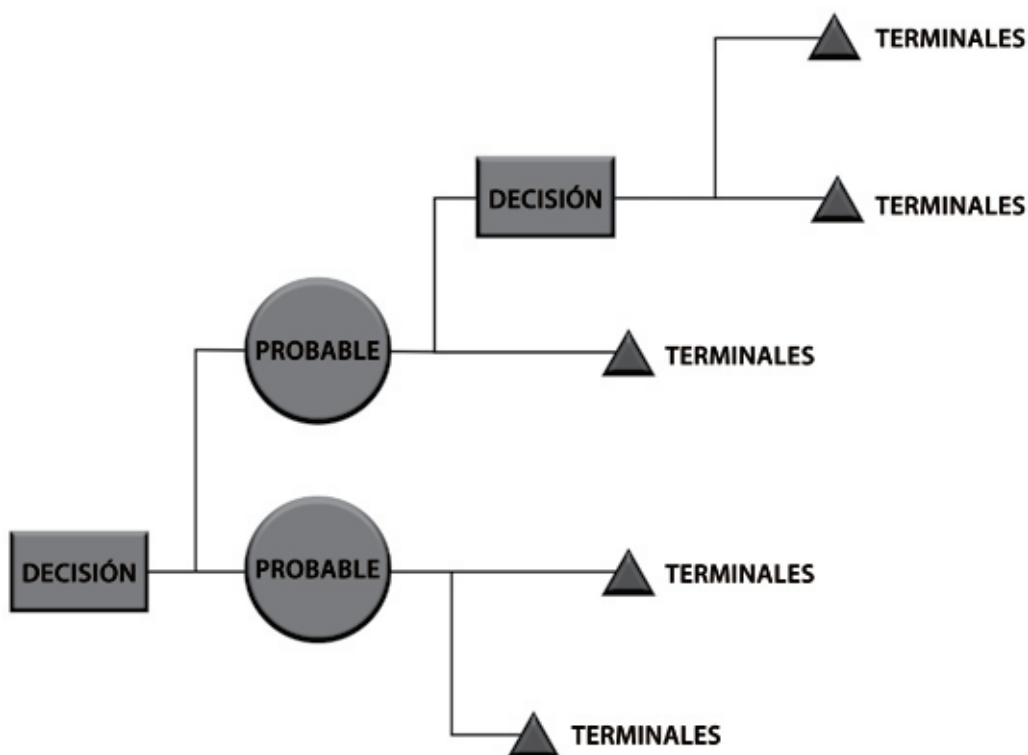 TERMINALES
DECISIÓN
TERMINALES
PROBABLE
TERMINALES
DECISIÓN
PROBABLE
TERMINALES
TERMINALES